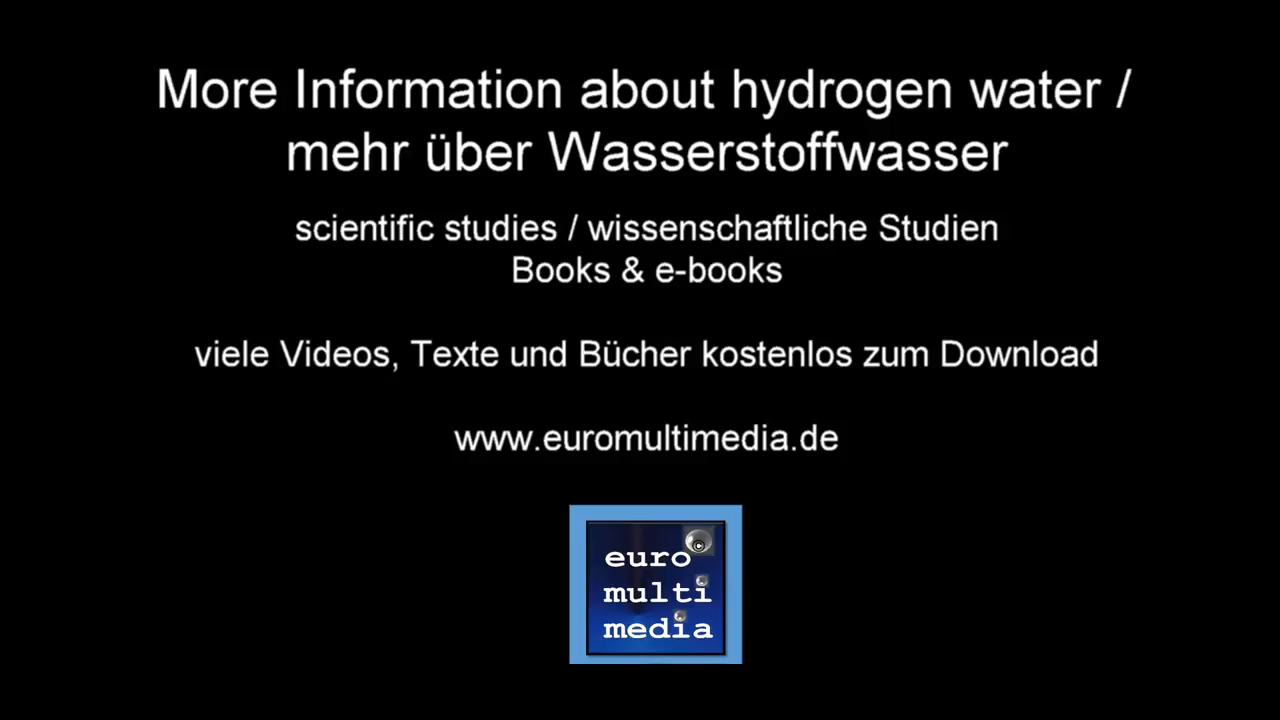 More Information about hydrogen water /
mehr über Wasserstoffwasser
scientific studies / wissenschaftliche Studien
Books & e-books
viele Videos, Texte und Bücher kostenlos zum Download
www.euromultimedia.de
euro ©
multi
media